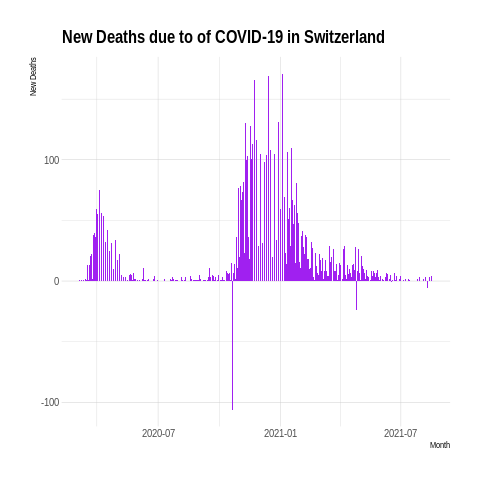 New Deaths due to of COVID-19 in Switzerland
New Deaths
100
0
-100
2020-07
2021-01
2021-07
Month